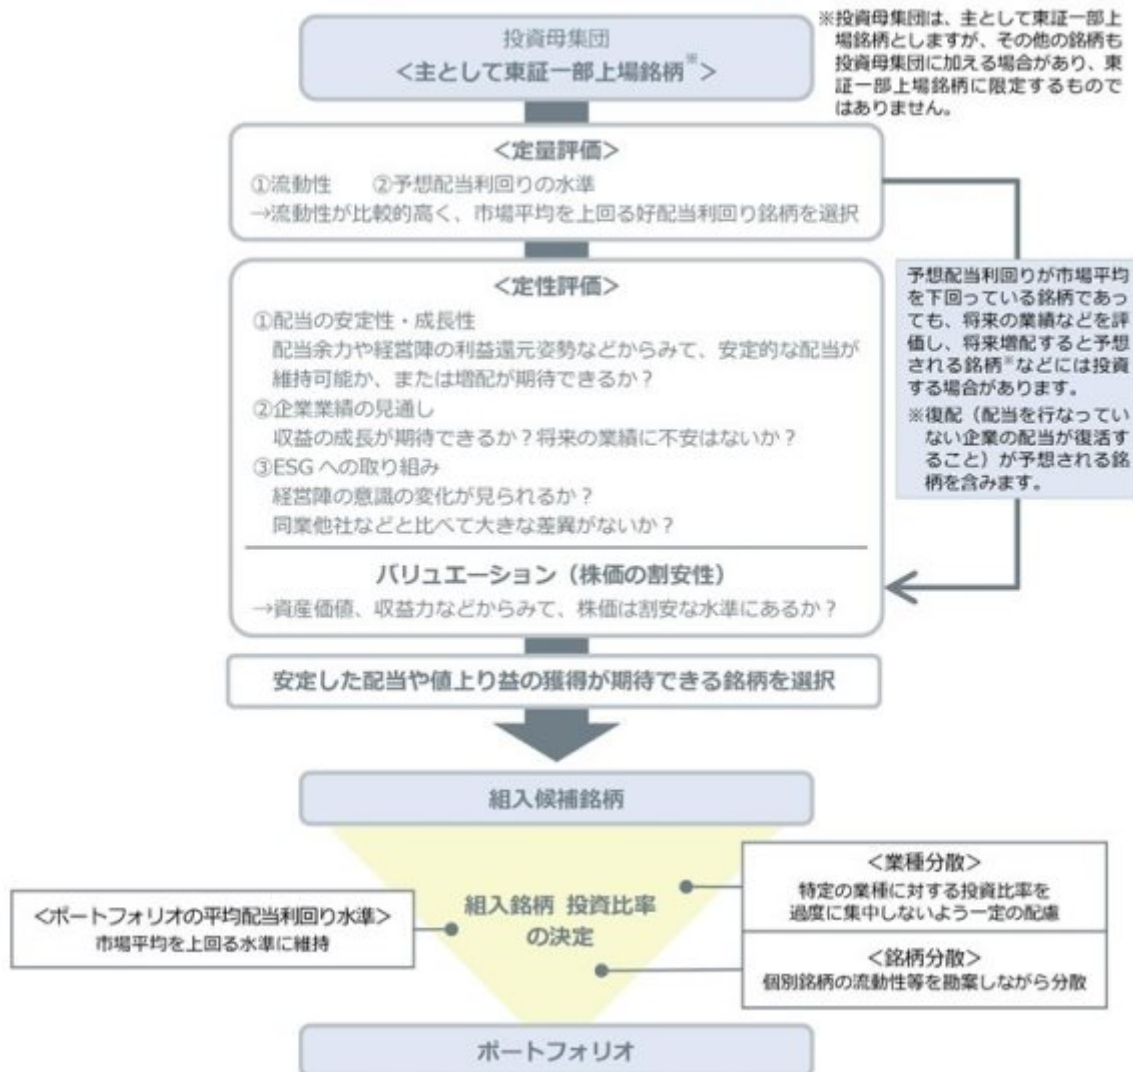 投資母集団
<主として東証一部上場銘柄※>
※投資母集団は、主として東証一部上
場銘柄としますが、その他の銘柄も
投資母集団に加える場合があり、東
証一部上場銘柄に限定するもので
はありません。
<定量評価>
①流動性 ②予想配当利回りの水準
→流動性が比較的高く、市場平均を上回る好配当利回り銘柄を選択
<定性評価>
①配当の安定性・成長性
配当余力や経営陣の利益還元姿勢などからみて、安定的な配当が
維持可能か、または増配が期待できるか？
②企業業績の見通し
収益の成長が期待できるか？将来の業績に不安はないか？
③ESG への取り組み
経営陣の意識の変化が見られるか？
同業他社などと比べて大きな差異がないか？
バリュエーション（株価の割安性）
→資産価値、収益力などからみて、株価は割安な水準にあるか？
予想配当利回りが市場平均
を下回っている銘柄であっ
ても、将来の業績などを評
価し、将来増配すると予想
される銘柄※などには投資
する場合があります。
※復配（配当を行なってい
ない企業の配当が復活す
ること）が予想される銘
柄を含みます。
安定した配当や値上り益の獲得が期待できる銘柄を選択
組入候補銘柄
組入銘柄 投資比率
の決定
<ポートフォリオの平均配当利回り水準>
市場平均を上回る水準に維持
<業種分散>
特定の業種に対する投資比率を
過度に集中しないよう一定の配慮
<銘柄分散>
個別銘柄の流動性等を勘案しながら分散
ポートフォリオ